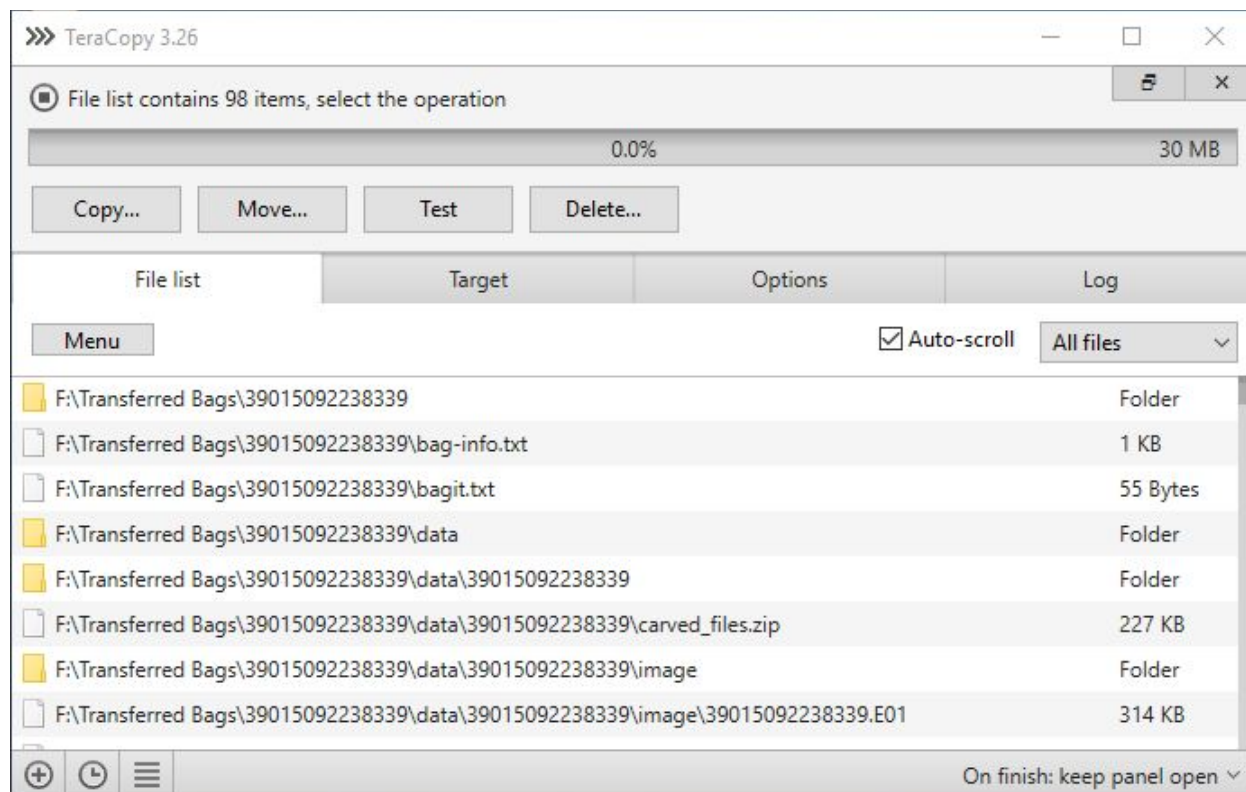 TeraCopy 3.26
File list contains 98 items, select the operation
0.0% 30 MB
Copy... Move... Test Delete...
File list Target Options Log
Menu Auto-scroll All files
F:\Transferred Bags\39015092238339 Folder
F:\Transferred Bags\39015092238339\bag-info.txt 1 KB
F:\Transferred Bags\39015092238339\bagit.txt 55 Bytes
F:\Transferred Bags\39015092238339\data Folder
F:\Transferred Bags\39015092238339\data\39015092238339 Folder
F:\Transferred Bags\39015092238339\data\39015092238339\carved_files.zip 227 KB
F:\Transferred Bags\39015092238339\data\39015092238339\image Folder
F:\Transferred Bags\39015092238339\data\39015092238339\image\39015092238339.E01 314 KB
On finish: keep panel open